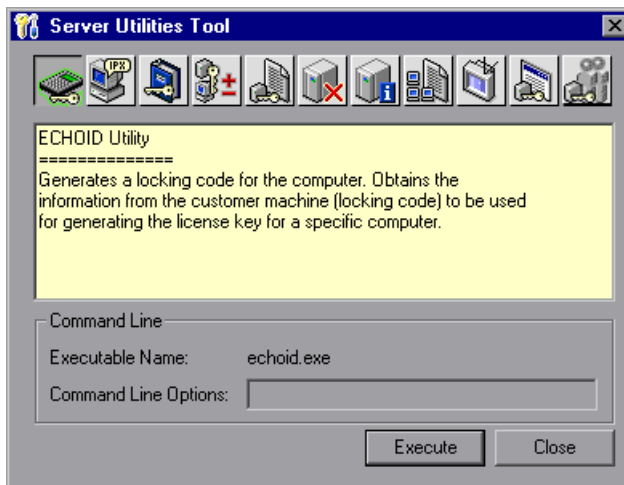 Server Utilities Tool
IPX
ECHOID Utility
==============
Generates a locking code for the computer. Obtains the
information from the customer machine (locking code) to be used
for generating the license key for a specific computer.
Command Line
Executable Name: echoid.exe
Command Line Options:
Execute Close